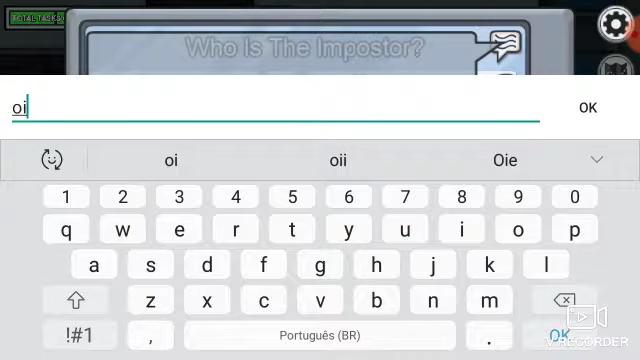 TOTAL TASKS
Who Is The Impostor?
oi
OK
oi oii Oie
1 2 3 4 5 6 7 8 9 0
q w e r t y u i o p
a s d f g h j k l
z x c v b n m
!#1 , Português (BR) . OK
V RECORDER